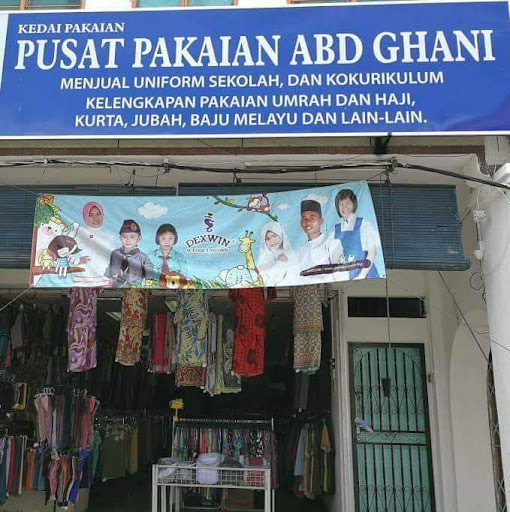 KEDAI PAKAIAN
PUSAT PAKAIAN ABD GHANI
MENJUAL UNIFORM SEKOLAH, DAN KOKURIKULUM
KELENGKAPAN PAKAIAN UMRAH DAN HAJI,
KURTA, JUBAH, BAJU MELAYU DAN LAIN-LAIN.
DEXWIN